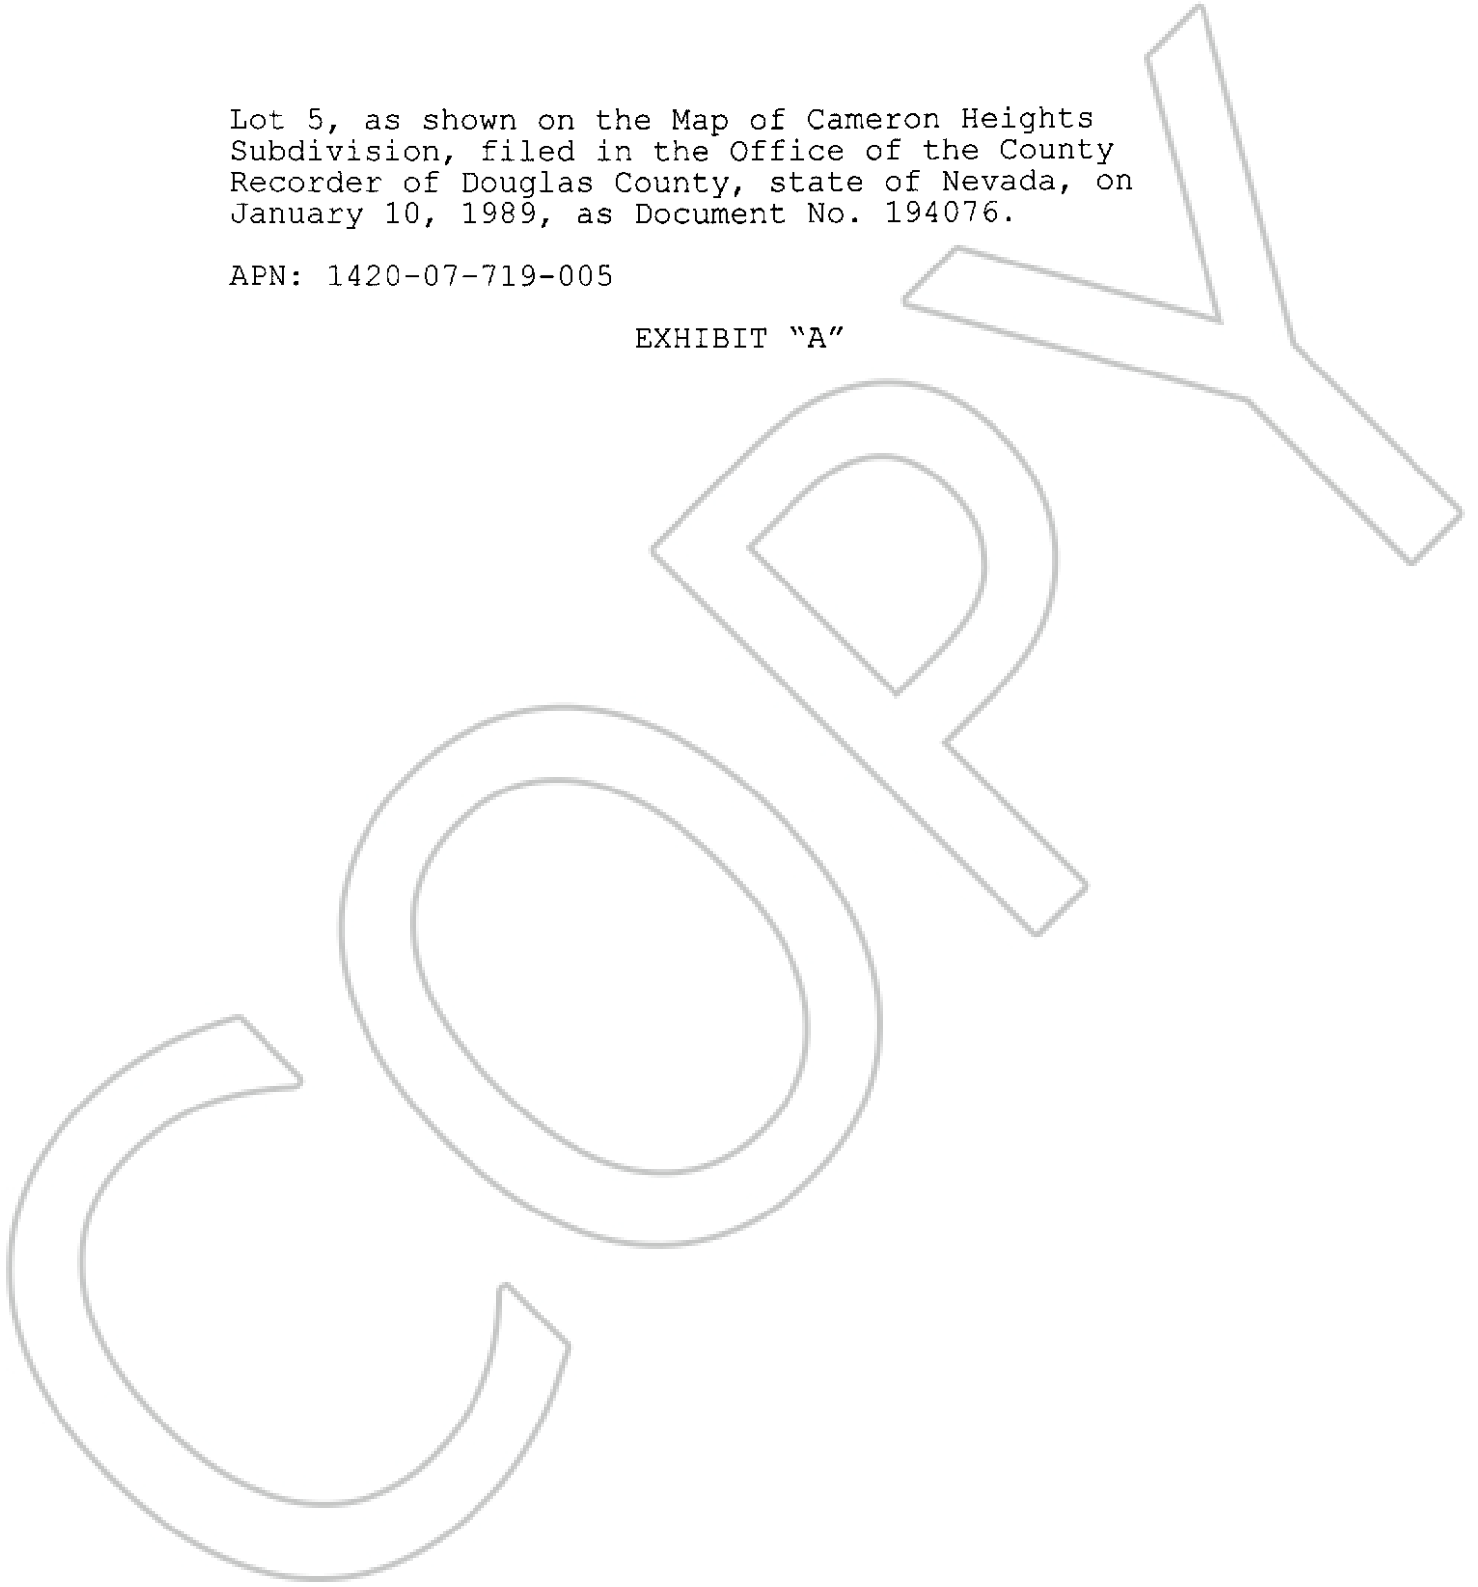 Lot 5, as shown on the Map of Cameron Heights
Subdivision, filed in the Office of the County
Recorder of Douglas County, state of Nevada, on
January 10, 1989, as Document No. 194076.
APN: 1420-07-719-005
EXHIBIT “A”
COPY